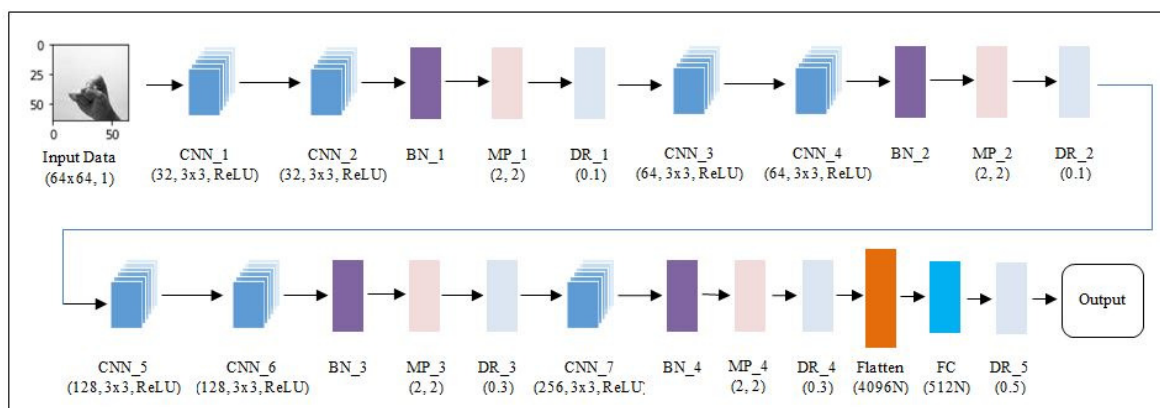 0
25
50
0 50
Input Data
(64x64, 1)
CNN_1
(32, 3x3, ReLU)
CNN_2
(32, 3x3, ReLU)
BN_1
MP_1
(2, 2)
DR_1
(0.1)
CNN_3
(64, 3x3, ReLU)
CNN_4
(64, 3x3, ReLU)
BN_2
MP_2
(2, 2)
DR_2
(0.1)
CNN_5
(128, 3x3, ReLU)
CNN_6
(128, 3x3, ReLU)
BN_3
MP_3
(2, 2)
DR_3
(0.3)
CNN_7
(256, 3x3, ReLU)
BN_4
MP_4
(2, 2)
DR_4
(0.3)
Flatten
(4096N)
FC
(512N)
DR_5
(0.5)
Output